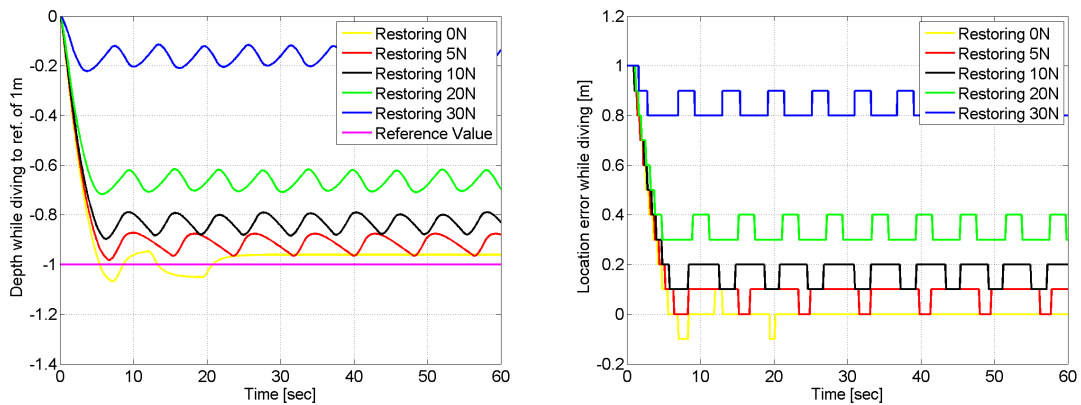 Depth while diving to ref. of 1m
0
-0.2
-0.4
-0.6
-0.8
-1
-1.2
-1.4
0 10 20 30 40 50 60
Time [sec]
Restoring 0N
Restoring 5N
Restoring 10N
Restoring 20N
Restoring 30N
Reference Value
Location error while diving [m]
1.2
1
0.8
0.6
0.4
0.2
0
-0.2
0 10 20 30 40 50 60
Time [sec]
Restoring 0N
Restoring 5N
Restoring 10N
Restoring 20N
Restoring 30N